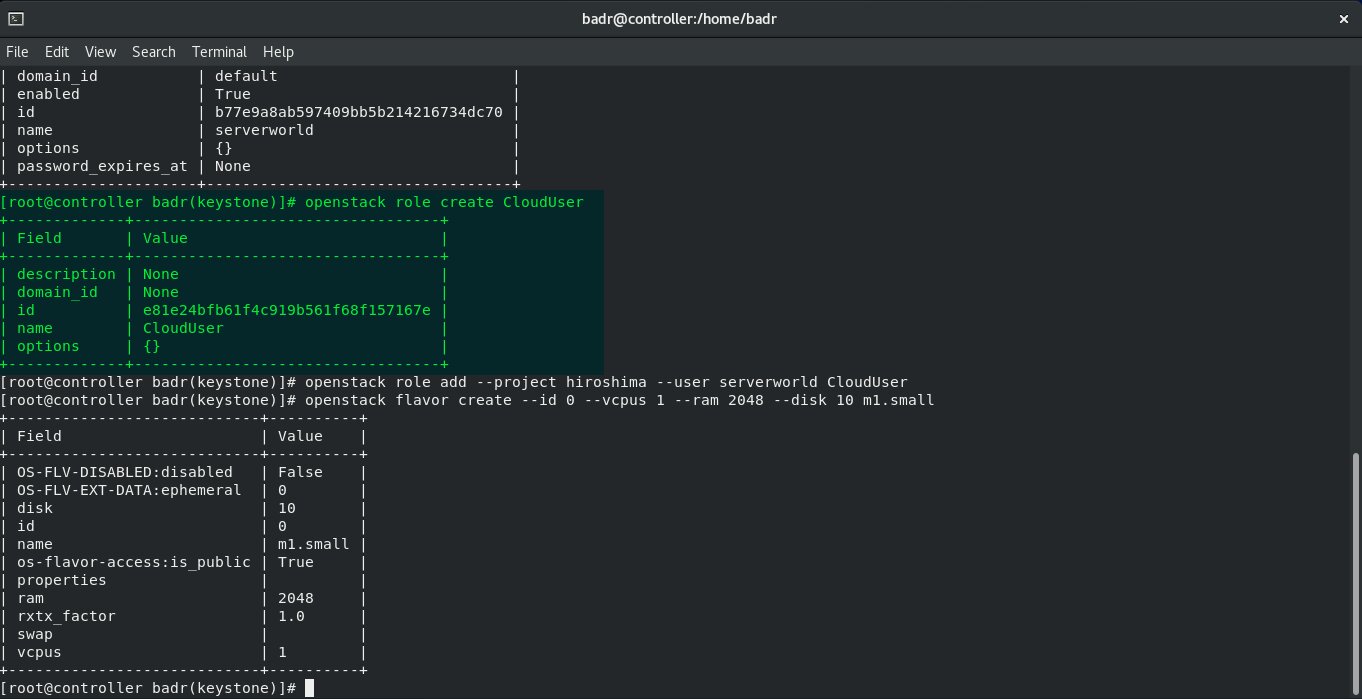 badr@controller:/home/badr
File Edit View Search Terminal Help
| domain_id           | default                          |
| enabled             | True                             |
| id                  | b77e9a8ab597409bb5b214216734dc70 |
| name                | serverworld                      |
| options             | {}                               |
| password_expires_at | None                             |
+---------------------+----------------------------------+
[root@controller badr(keystone)]# openstack role create CloudUser
+-------------+----------------------------------+
| Field       | Value                            |
+-------------+----------------------------------+
| description | None                             |
| domain_id   | None                             |
| id          | e81e24bfb61f4c919b561f68f157167e |
| name        | CloudUser                        |
| options     | {}                               |
+-------------+----------------------------------+
[root@controller badr(keystone)]# openstack role add --project hiroshima --user serverworld CloudUser
[root@controller badr(keystone)]# openstack flavor create --id 0 --vcpus 1 --ram 2048 --disk 10 m1.small
+----------------------------+----------+
| Field                      | Value    |
+----------------------------+----------+
| OS-FLV-DISABLED:disabled   | False    |
| OS-FLV-EXT-DATA:ephemeral  | 0        |
| disk                       | 10       |
| id                         | 0        |
| name                       | m1.small |
| os-flavor-access:is_public | True     |
| properties                 |          |
| ram                        | 2048     |
| rxtx_factor                | 1.0      |
| swap                       |          |
| vcpus                      | 1        |
+----------------------------+----------+
[root@controller badr(keystone)]#